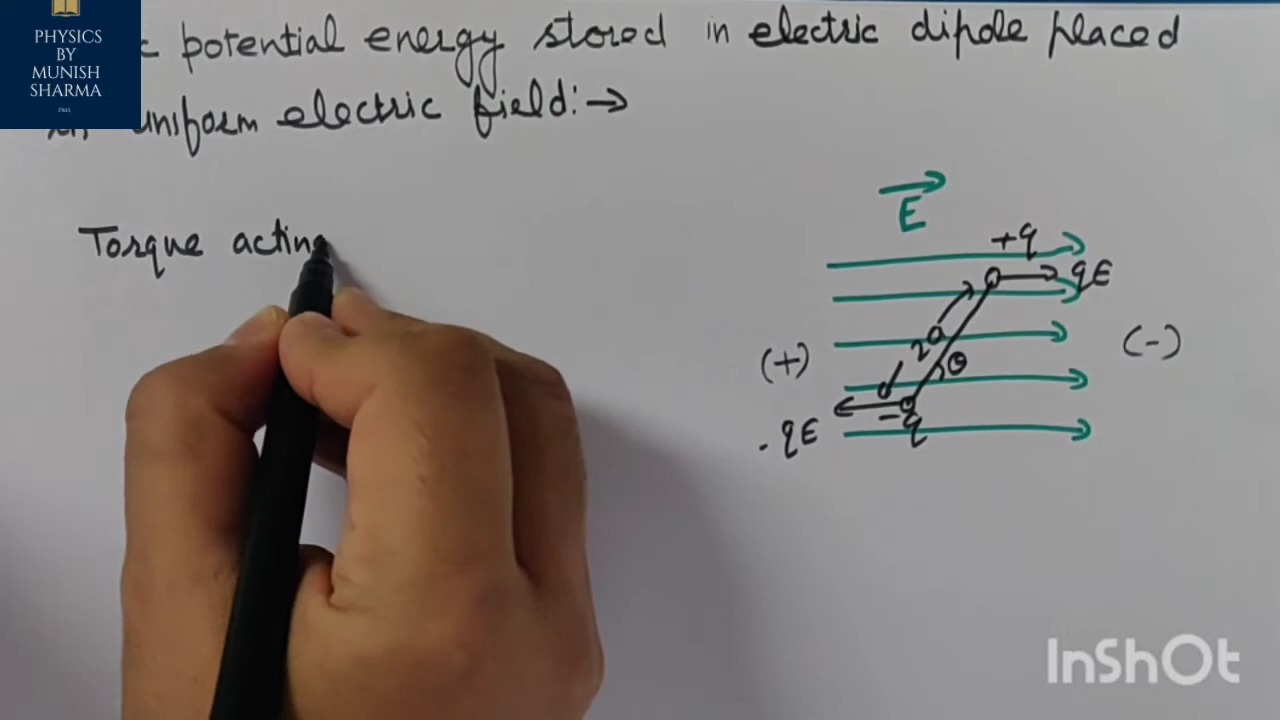 PHYSICS
BY
MUNISH
SHARMA
PMS
c potential energy stored in electric dipole placed
uniform electric field:→
Torque actin
E
+q
qE
2a
θ
(+)
(-)
-q
-qE
InShOt